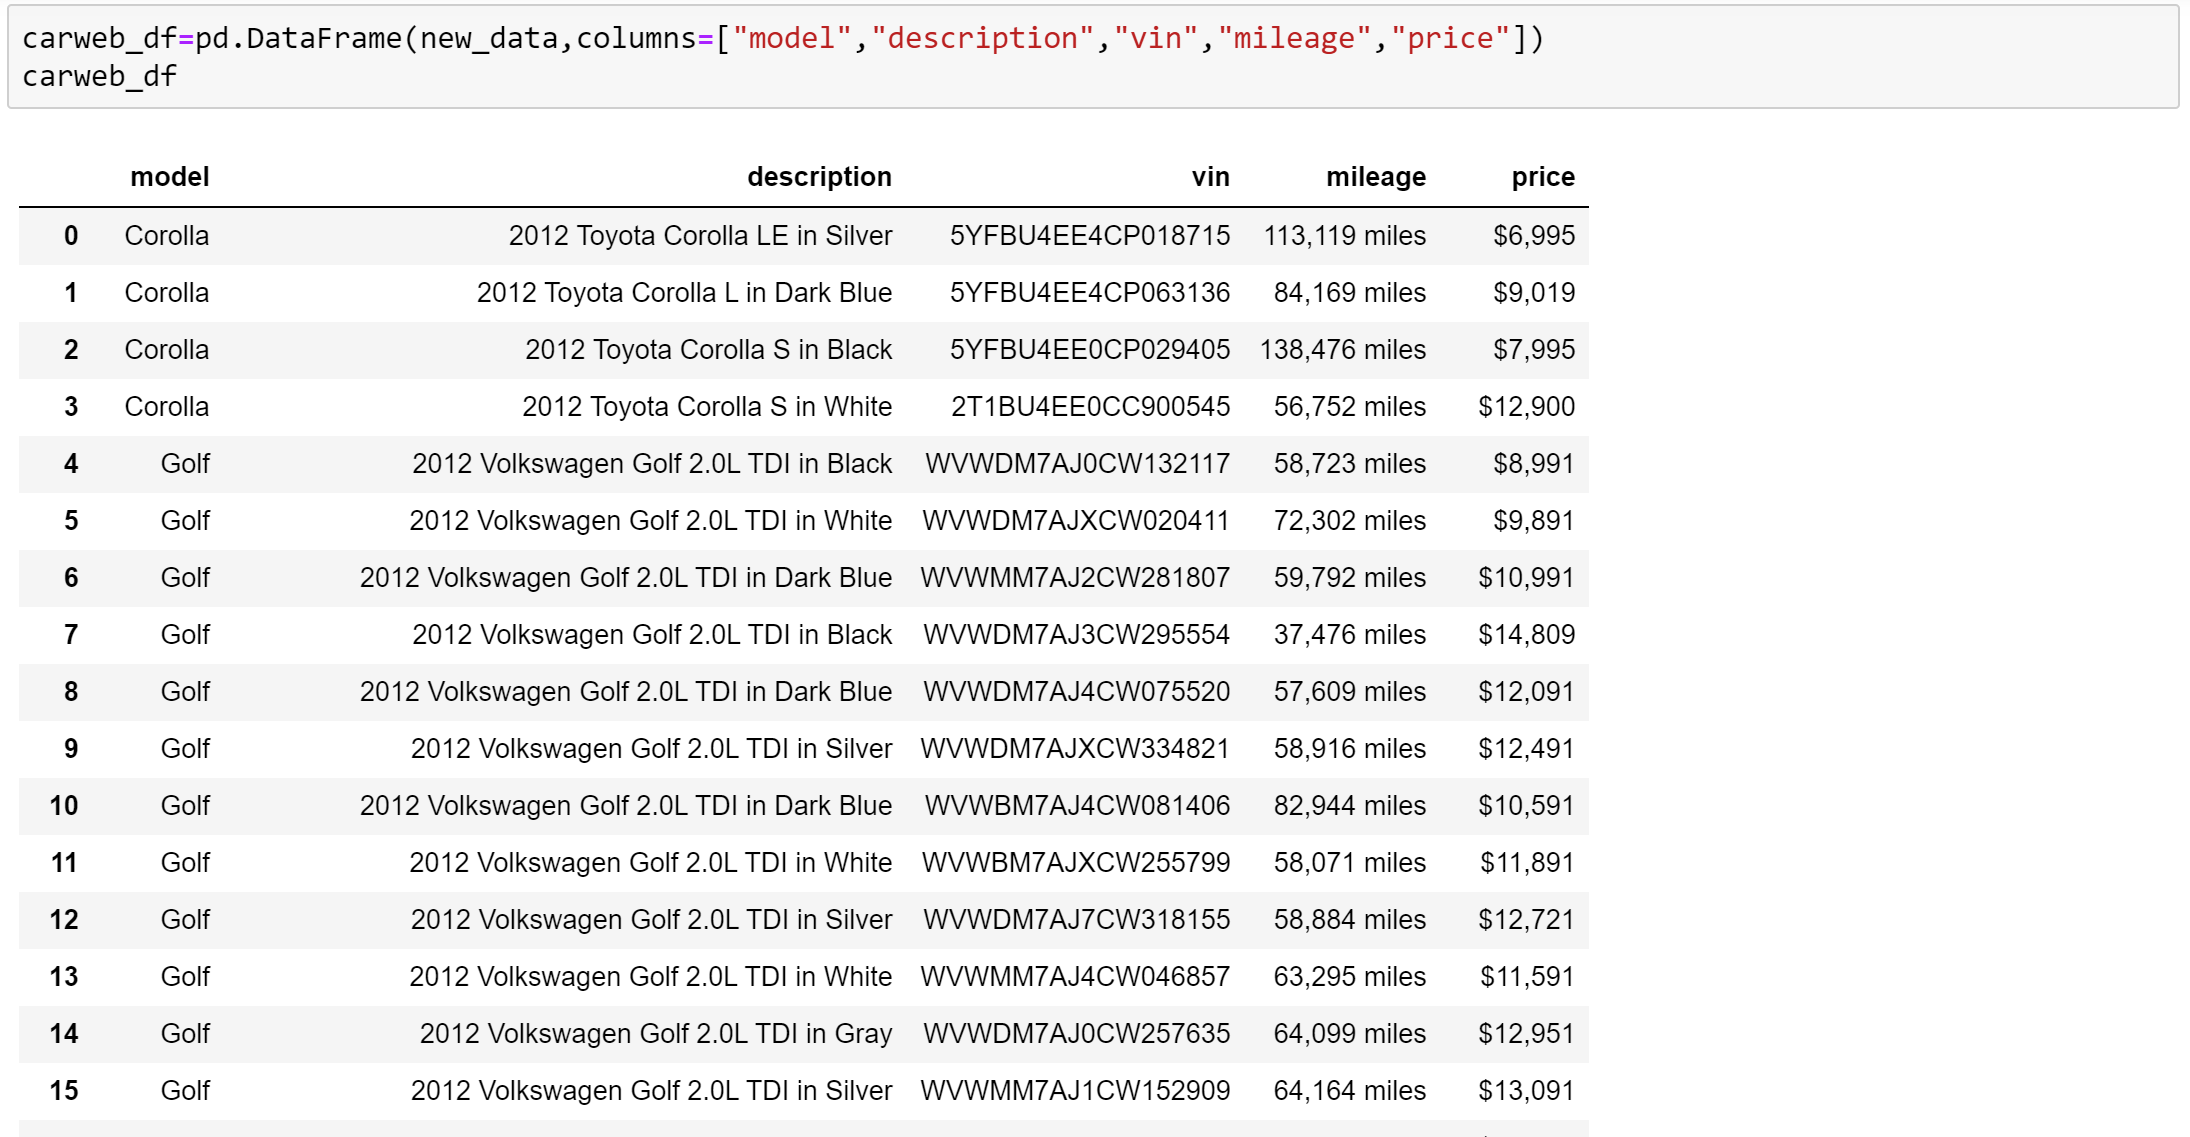 carweb_df=pd.DataFrame(new_data,columns=["model","description","vin","mileage","price"])
carweb_df
model description vin mileage price
0 Corolla 2012 Toyota Corolla LE in Silver 5YFBU4EE4CP018715 113,119 miles $6,995
1 Corolla 2012 Toyota Corolla L in Dark Blue 5YFBU4EE4CP063136 84,169 miles $9,019
2 Corolla 2012 Toyota Corolla S in Black 5YFBU4EE0CP029405 138,476 miles $7,995
3 Corolla 2012 Toyota Corolla S in White 2T1BU4EE0CC900545 56,752 miles $12,900
4 Golf 2012 Volkswagen Golf 2.0L TDI in Black WVWDM7AJ0CW132117 58,723 miles $8,991
5 Golf 2012 Volkswagen Golf 2.0L TDI in White WVWDM7AJXCW020411 72,302 miles $9,891
6 Golf 2012 Volkswagen Golf 2.0L TDI in Dark Blue WVWMM7AJ2CW281807 59,792 miles $10,991
7 Golf 2012 Volkswagen Golf 2.0L TDI in Black WVWDM7AJ3CW295554 37,476 miles $14,809
8 Golf 2012 Volkswagen Golf 2.0L TDI in Dark Blue WVWDM7AJ4CW075520 57,609 miles $12,091
9 Golf 2012 Volkswagen Golf 2.0L TDI in Silver WVWDM7AJXCW334821 58,916 miles $12,491
10 Golf 2012 Volkswagen Golf 2.0L TDI in Dark Blue WVWBM7AJ4CW081406 82,944 miles $10,591
11 Golf 2012 Volkswagen Golf 2.0L TDI in White WVWBM7AJXCW255799 58,071 miles $11,891
12 Golf 2012 Volkswagen Golf 2.0L TDI in Silver WVWDM7AJ7CW318155 58,884 miles $12,721
13 Golf 2012 Volkswagen Golf 2.0L TDI in White WVWMM7AJ4CW046857 63,295 miles $11,591
14 Golf 2012 Volkswagen Golf 2.0L TDI in Gray WVWDM7AJ0CW257635 64,099 miles $12,951
15 Golf 2012 Volkswagen Golf 2.0L TDI in Silver WVWMM7AJ1CW152909 64,164 miles $13,091